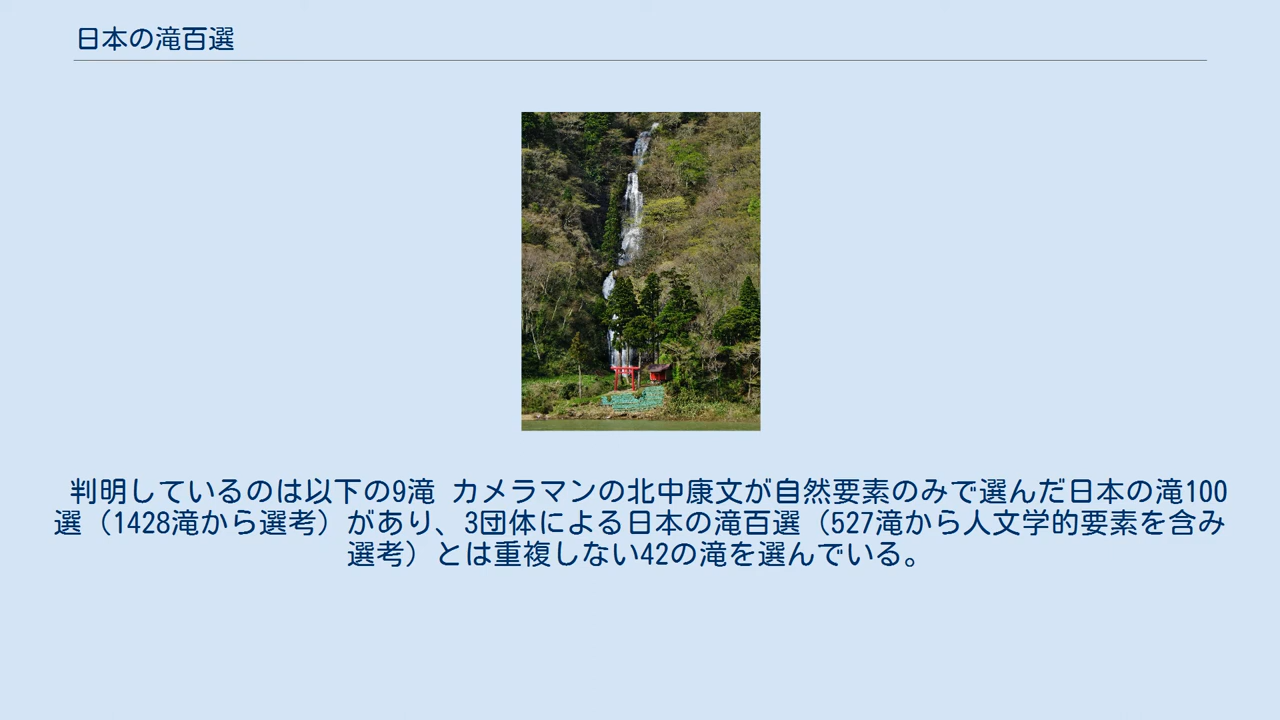 日本の滝百選
判明しているのは以下の9滝 カメラマンの北中康文が自然要素のみで選んだ日本の滝100
選（1428滝から選考）があり、3団体による日本の滝百選（527滝から人文学的要素を含み
選考）とは重複しない42の滝を選んでいる。